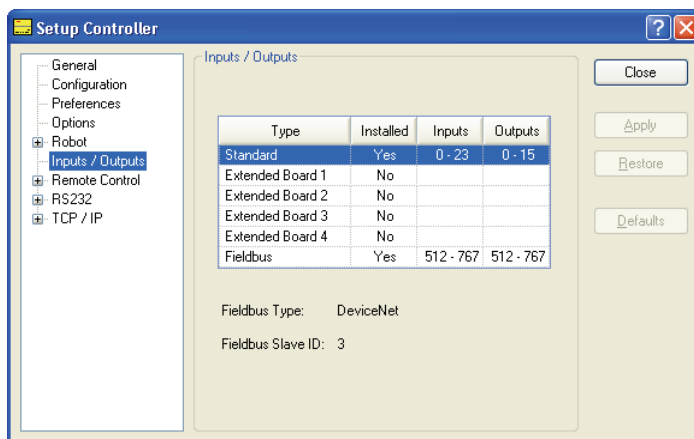 Setup Controller
General
Configuration
Preferences
Options
Robot
Inputs / Outputs
Remote Control
RS232
TCP / IP
Inputs / Outputs
Type Installed Inputs Outputs
Standard Yes 0 - 23 0 - 15
Extended Board 1 No
Extended Board 2 No
Extended Board 3 No
Extended Board 4 No
Fieldbus Yes 512 - 767 512 - 767
Fieldbus Type: DeviceNet
Fieldbus Slave ID: 3
Close
Apply
Restore
Defaults